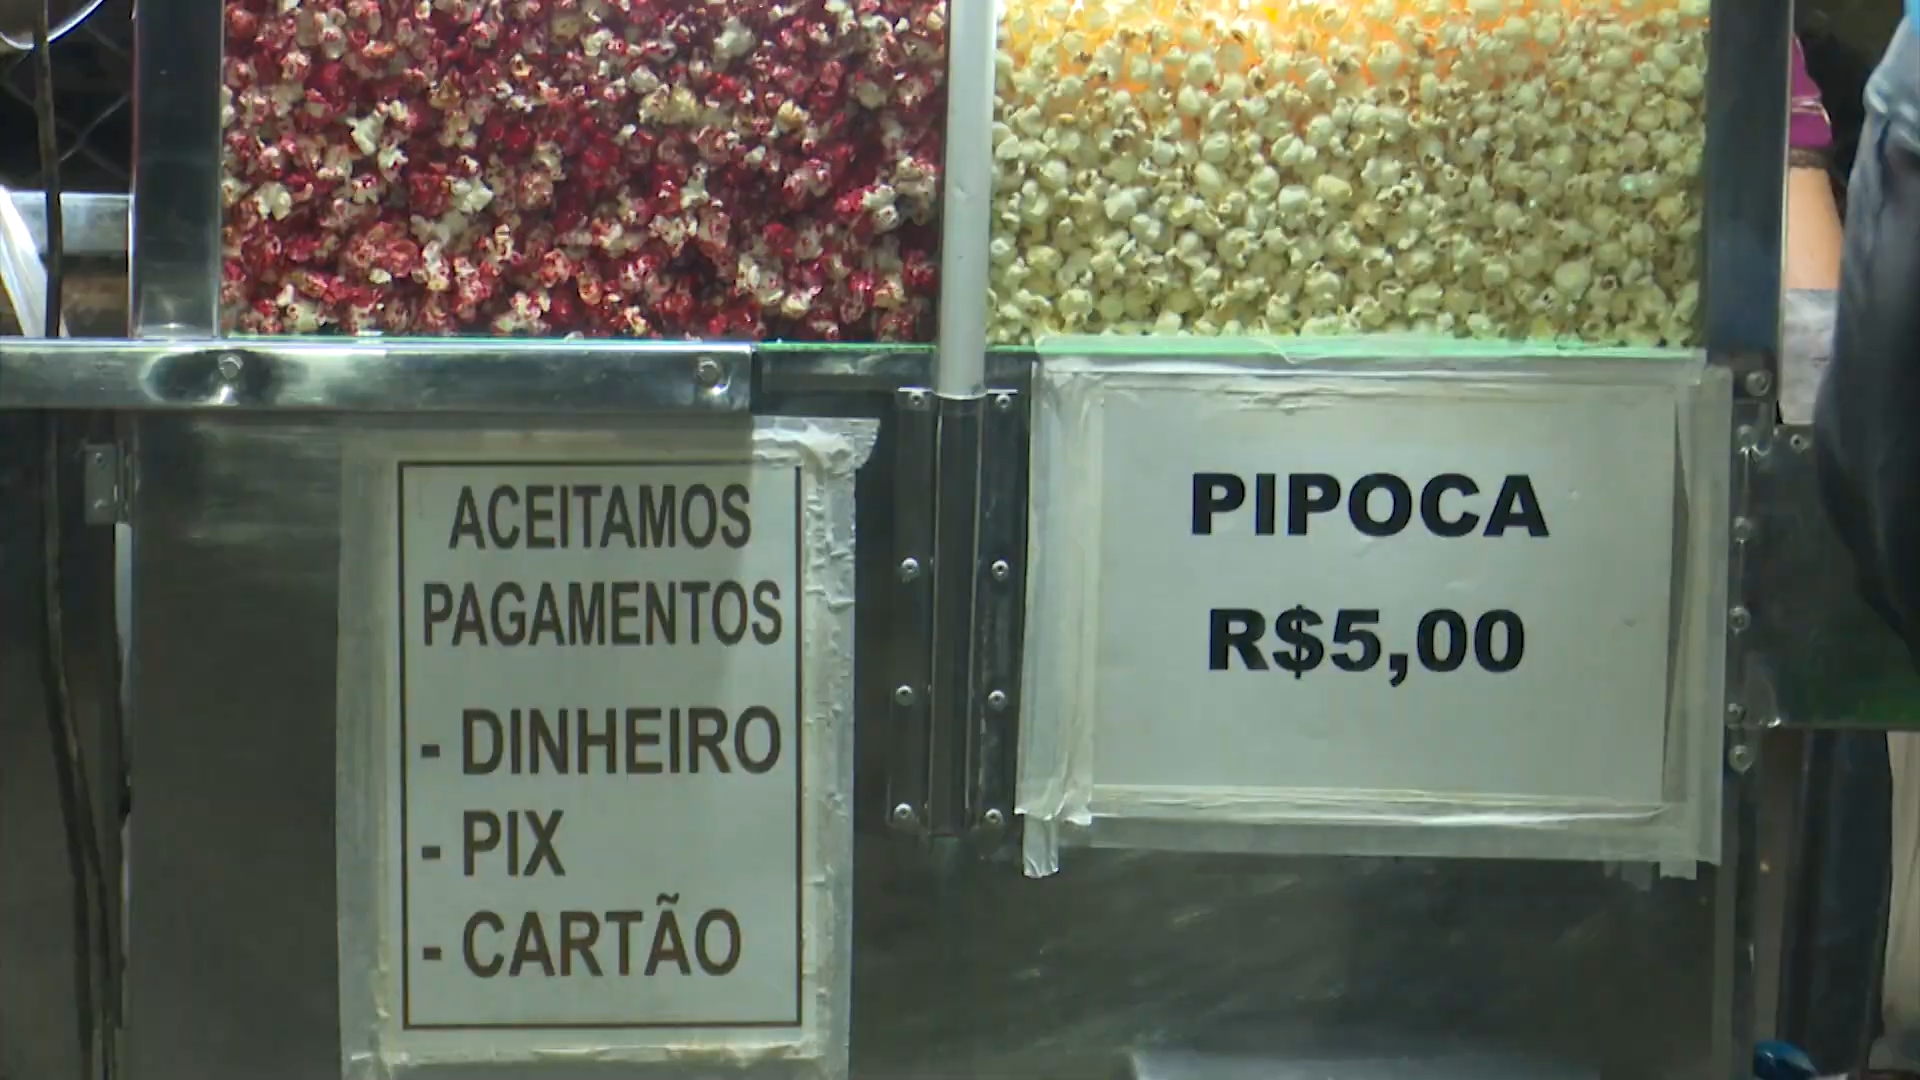 ACEITAMOS
PAGAMENTOS
- DINHEIRO
- PIX
- CARTÃO
PIPOCA
R$5,00